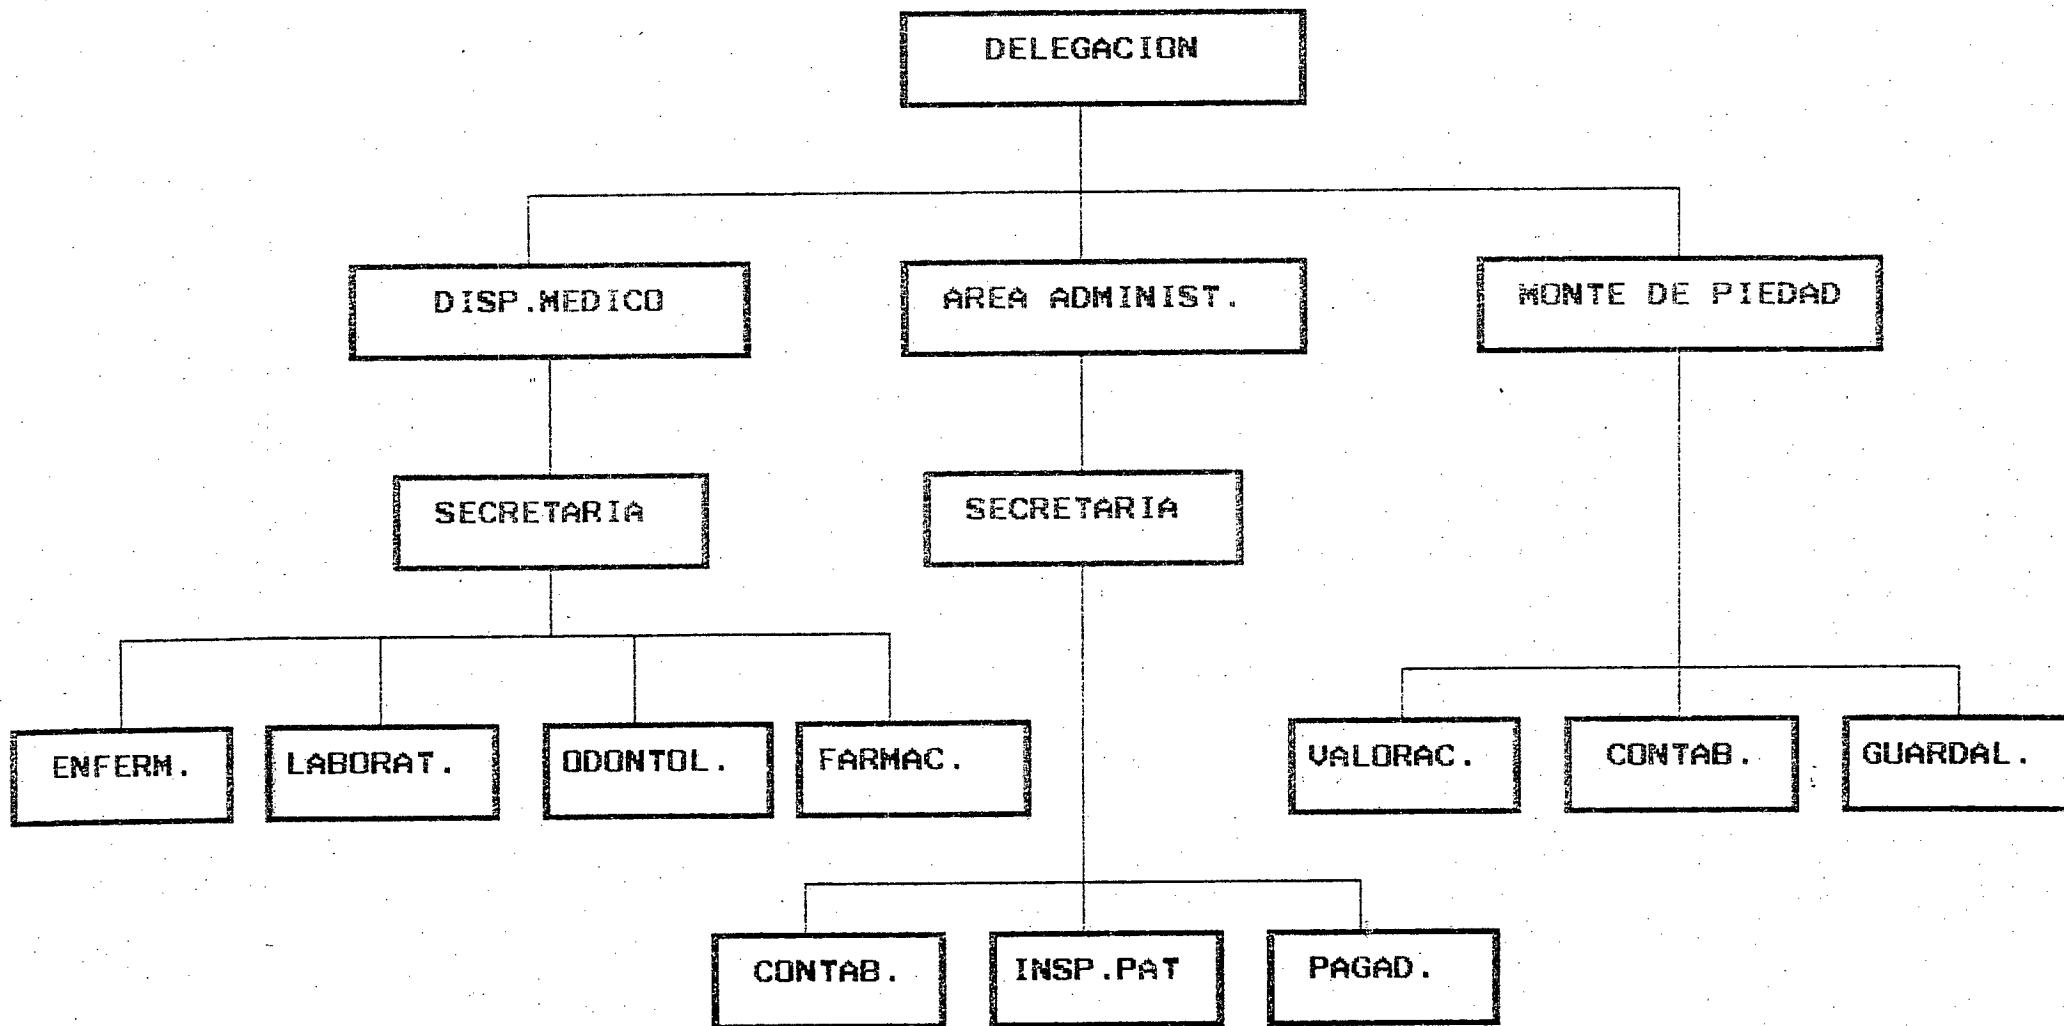 DELEGACION
DISP.MEDICO
AREA ADMINIST.
MONTE DE PIEDAD
SECRETARIA
SECRETARIA
ENFERM.
LABORAT.
ODONTOL.
FARMAC.
VALORAC.
CONTAB.
GUARDAL.
CONTAB.
INSP.PAT
PAGAD.